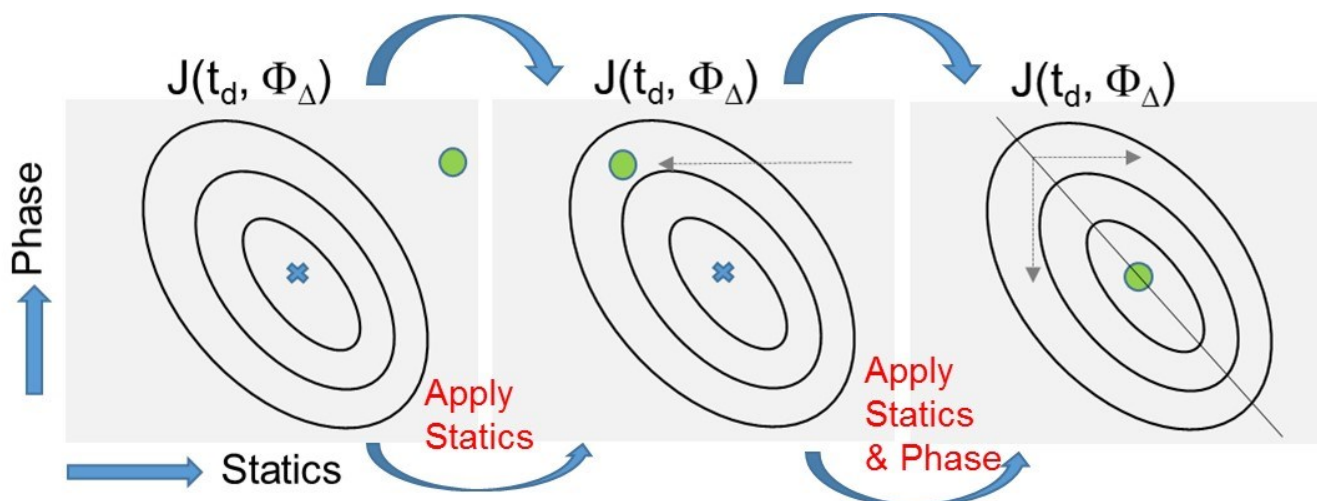 J(t_d, Φ_Δ)
J(t_d, Φ_Δ)
J(t_d, Φ_Δ)
Phase
Apply
Statics
Apply
Statics
& Phase
Statics